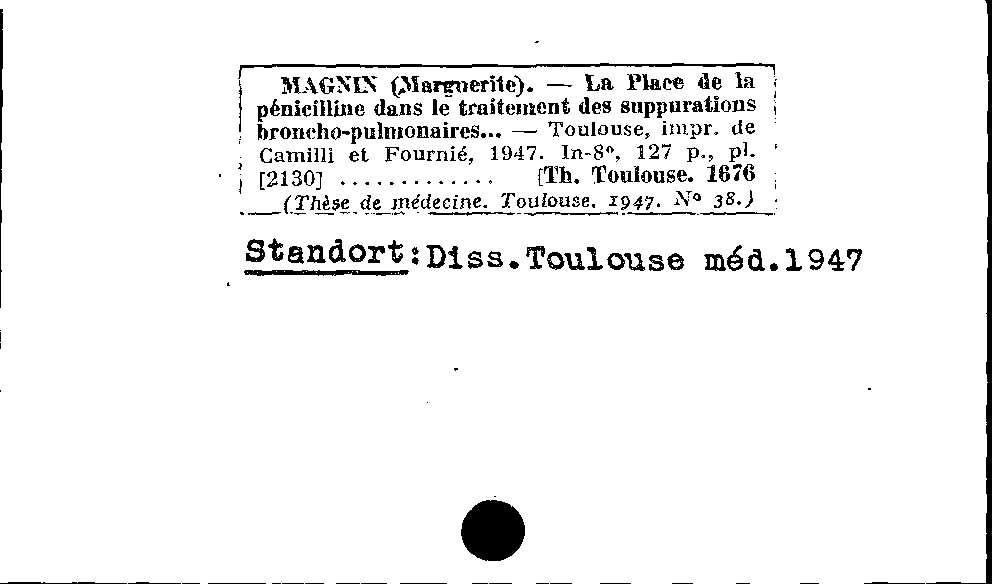 MAGNIN (Marguerite). — La Place de la
pénicilline dans le traitement des suppurations
broncho-pulmonaires... — Toulouse, impr. de
Camilli et Fournié, 1947. In-8°, 127 p., pl.
[2130] ............. [Th. Toulouse. 1676
(Thèse de médecine. Toulouse. 1947. N° 38.)
Standort:Diss.Toulouse méd.1947